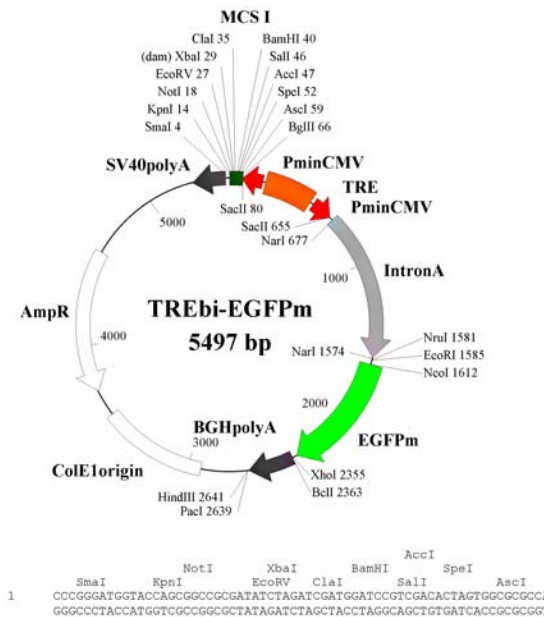 MCS I
ClaI 35
(dam) XbaI 29
EcoRV 27
NotI 18
KpnI 14
SmaI 4
BamHI 40
SalI 46
AccI 47
SpeI 52
AscI 59
BglII 66
SV40polyA
PminCMV
TRE
PminCMV
SacII 80
SacII 655
NarI 677
5000
1000
IntronA
AmpR
TREbi-EGFPm
5497 bp
4000
NarI 1574
NruI 1581
EcoRI 1585
NcoI 1612
2000
EGFPm
BGHpolyA
3000
ColE1origin
XhoI 2355
BclI 2363
HindIII 2641
PacI 2639
AccI
NotI XbaI BamHI SpeI
SmaI KpnI EcoRV ClaI SalI AscI
1 CCCGGGATGGTACCAGCGGCCGCGATATCTAGATCGATGGATCCGTCGACACTAGTGGCGCGCCA
GGGCCCTACCATGGTCGCCGGCGCTATAGATCTAGCTACCTAGGCAGCTGTGATCACCGCGCGGT